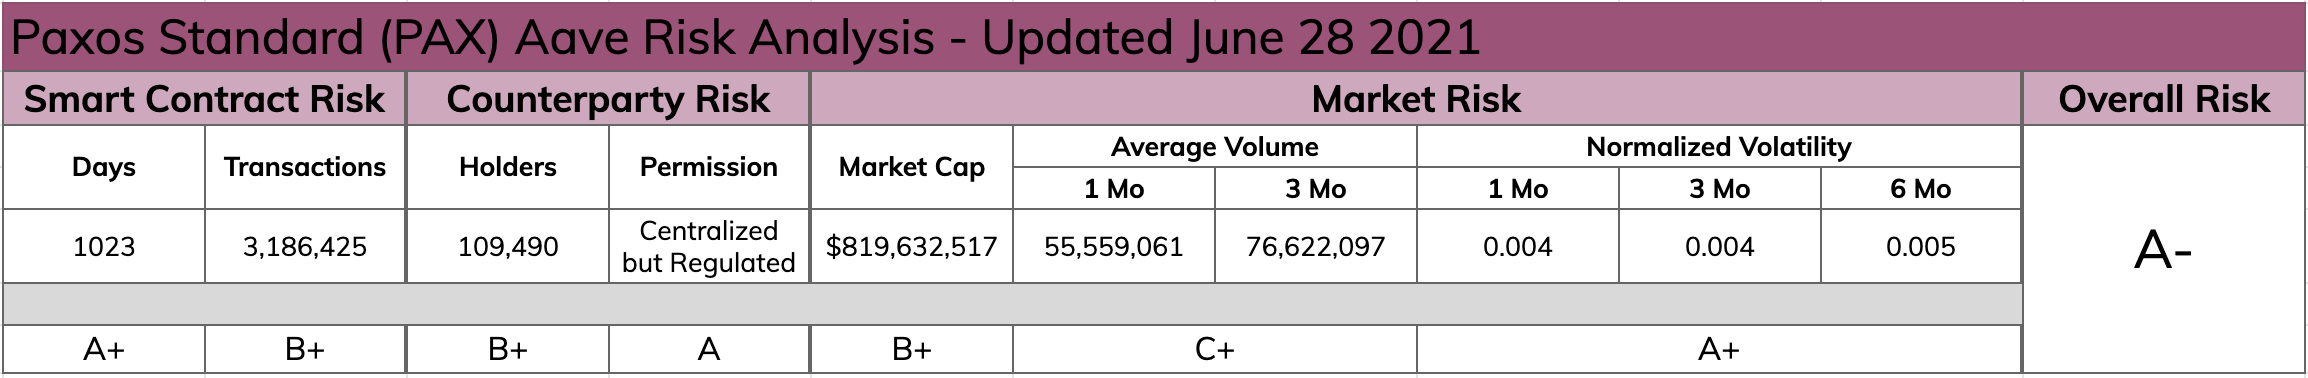 Paxos Standard (PAX) Aave Risk Analysis - Updated June 28 2021
Smart Contract Risk Counterparty Risk Market Risk Overall Risk
Days Transactions Holders Permission Market Cap Average Volume Normalized Volatility
1 Mo 3 Mo 1 Mo 3 Mo 6 Mo
1023 3,186,425 109,490 Centralized but Regulated $819,632,517 55,559,061 76,622,097 0.004 0.004 0.005 A-
A+ B+ B+ A B+ C+ A+